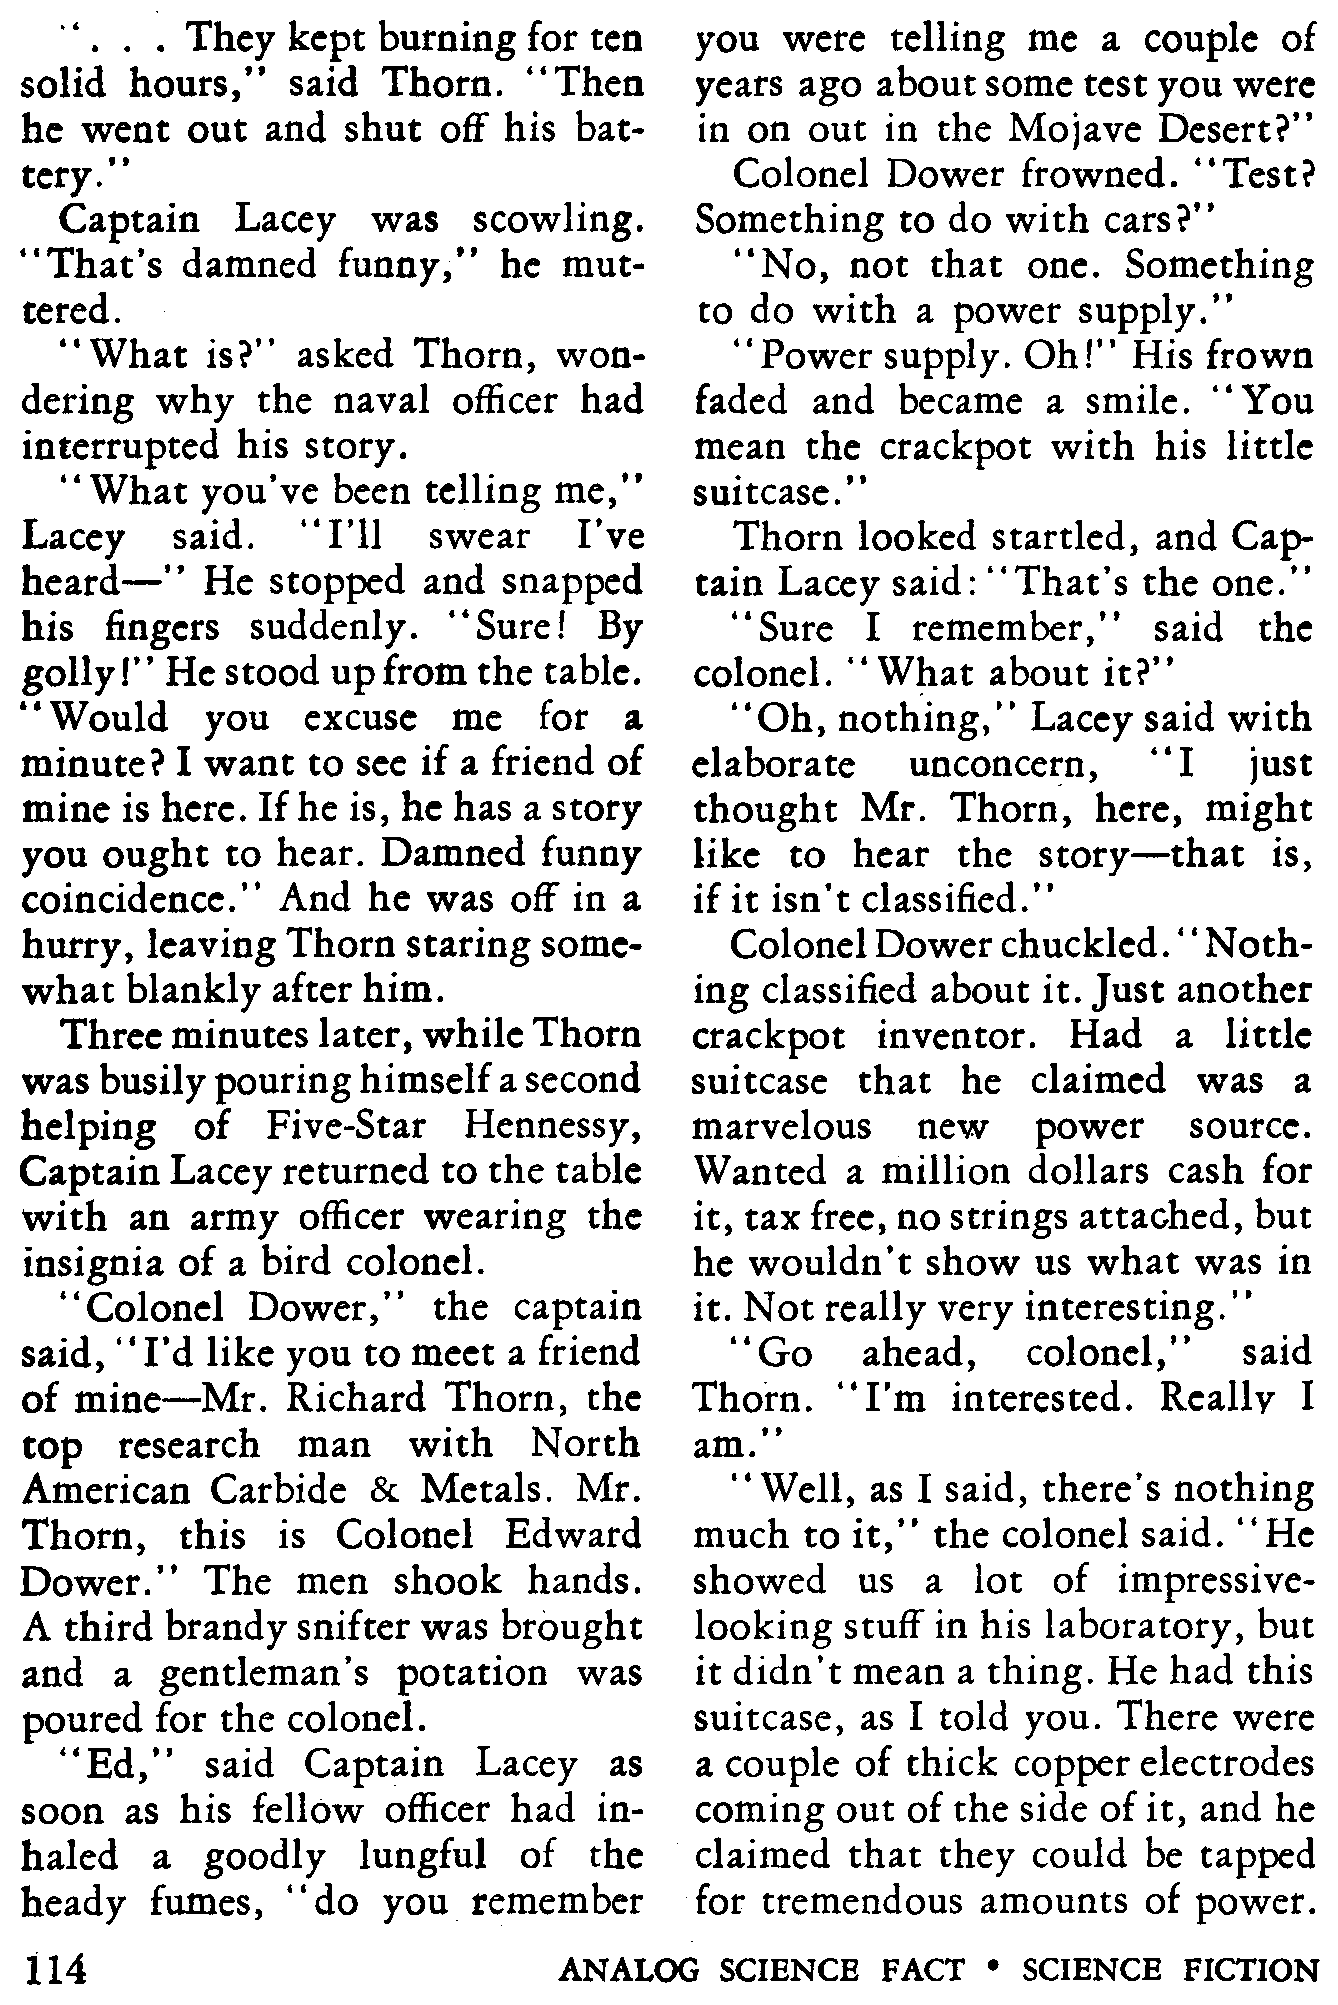 ". . . They kept burning for ten
solid hours," said Thorn. "Then
he went out and shut off his bat-
tery."
Captain Lacey was scowling.
"That's damned funny," he mut-
tered.
"What is?" asked Thorn, won-
dering why the naval officer had
interrupted his story.
"What you've been telling me,"
Lacey said. "I'll swear I've
heard—" He stopped and snapped
his fingers suddenly. "Sure! By
golly!" He stood up from the table.
"Would you excuse me for a
minute? I want to see if a friend of
mine is here. If he is, he has a story
you ought to hear. Damned funny
coincidence." And he was off in a
hurry, leaving Thorn staring some-
what blankly after him.
Three minutes later, while Thorn
was busily pouring himself a second
helping of Five-Star Hennessy,
Captain Lacey returned to the table
with an army officer wearing the
insignia of a bird colonel.
"Colonel Dower," the captain
said, "I'd like you to meet a friend
of mine—Mr. Richard Thorn, the
top research man with North
American Carbide & Metals. Mr.
Thorn, this is Colonel Edward
Dower." The men shook hands.
A third brandy snifter was brought
and a gentleman's potation was
poured for the colonel.
"Ed," said Captain Lacey as
soon as his fellow officer had in-
haled a goodly lungful of the
heady fumes, "do you remember
you were telling me a couple of
years ago about some test you were
in on out in the Mojave Desert?"
Colonel Dower frowned. "Test?
Something to do with cars?"
"No, not that one. Something
to do with a power supply."
"Power supply. Oh!" His frown
faded and became a smile. "You
mean the crackpot with his little
suitcase."
Thorn looked startled, and Cap-
tain Lacey said: "That's the one."
"Sure I remember," said the
colonel. "What about it?"
"Oh, nothing," Lacey said with
elaborate unconcern, "I just
thought Mr. Thorn, here, might
like to hear the story—that is,
if it isn't classified."
Colonel Dower chuckled. "Noth-
ing classified about it. Just another
crackpot inventor. Had a little
suitcase that he claimed was a
marvelous new power source.
Wanted a million dollars cash for
it, tax free, no strings attached, but
he wouldn't show us what was in
it. Not really very interesting."
"Go ahead, colonel," said
Thorn. "I'm interested. Really I
am."
"Well, as I said, there's nothing
much to it," the colonel said. "He
showed us a lot of impressive-
looking stuff in his laboratory, but
it didn't mean a thing. He had this
suitcase, as I told you. There were
a couple of thick copper electrodes
coming out of the side of it, and he
claimed that they could be tapped
for tremendous amounts of power.
114 ANALOG SCIENCE FACT • SCIENCE FICTION